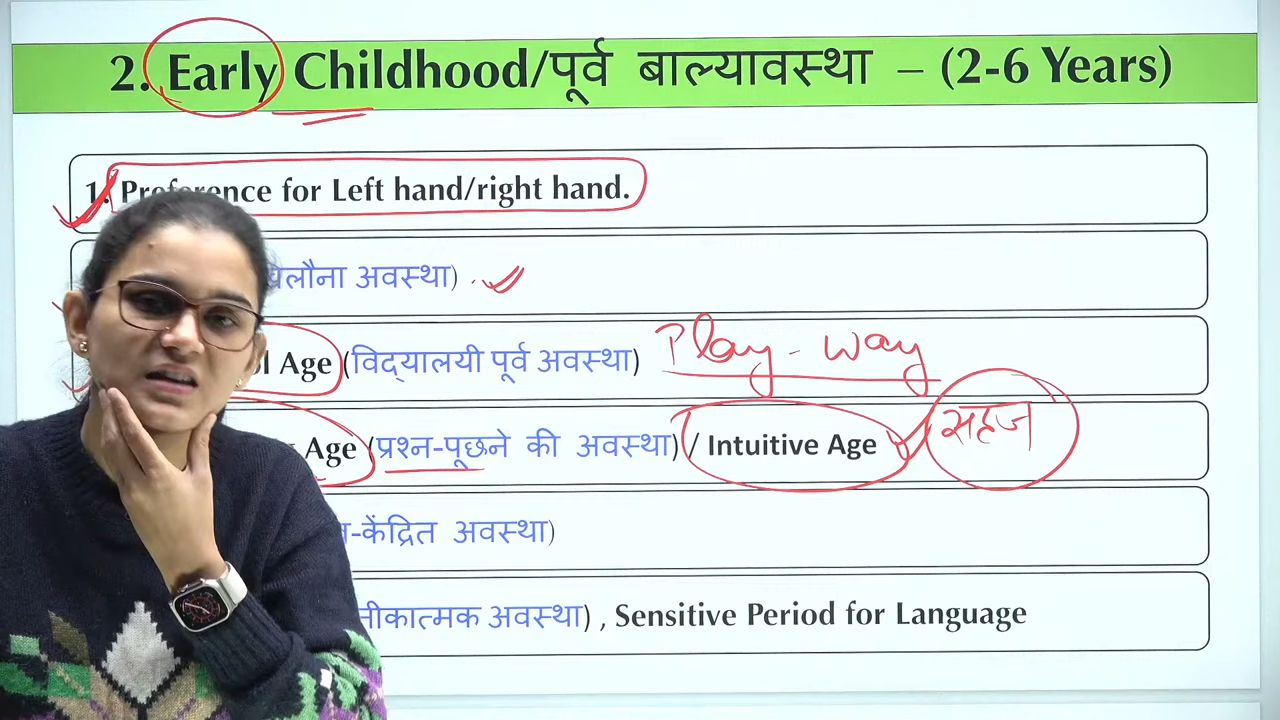 2. Early Childhood/पूर्व बाल्यावस्था – (2-6 Years)
1. Preference for Left hand/right hand.
अवस्था)
Age (विद्यालयी पूर्व अवस्था) Play-way
Age (प्रश्न-पूछने की अवस्था) / Intuitive Age सहज
-केंद्रित अवस्था)
अवस्था) , Sensitive Period for Language